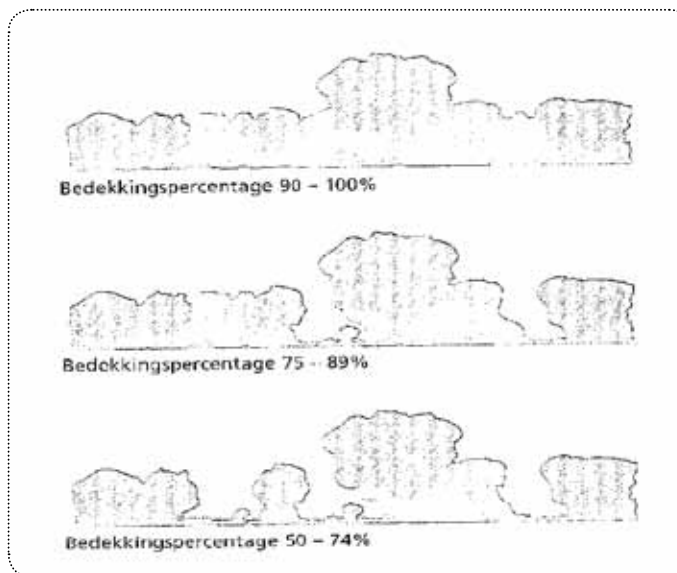 Bedekkingspercentage 90 – 100%
Bedekkingspercentage 75 – 89%
Bedekkingspercentage 50 – 74%